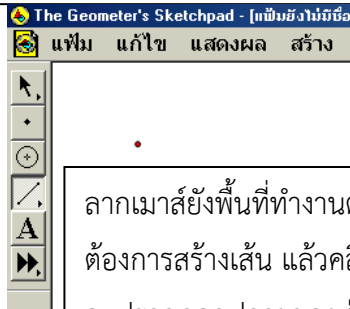 The Geometer's Sketchpad - [แฟ้มยังไม่มีชื่อ
แฟ้ม แก้ไข แสดงผล สร้าง
A
ลากเมาส์ยังพื้นที่ทำงาน
ต้องการสร้างเส้น แล้วคลิ